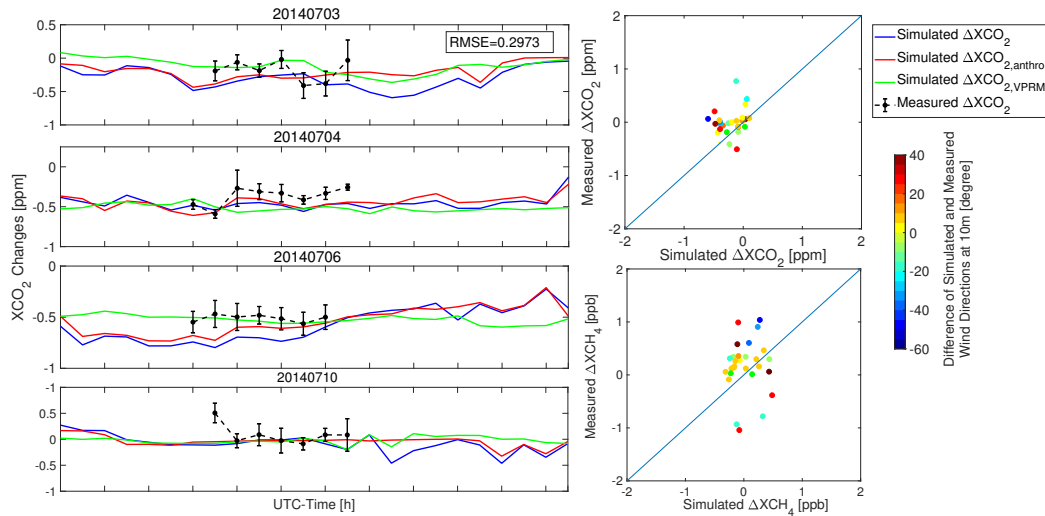 20140703
0.5
0
-0.5
-1
RMSE=0.2973
20140704
0
-0.5
-1
20140706
0
-0.5
-1
20140710
-1
0.5
0
-0.5
-1
XCO2 Changes [ppm]
UTC-Time [h]
2
1
0
-1
-2
-2 -1 0 1 2
Measured ΔXCO2 [ppm]
Simulated ΔXCO2 [ppm]
2
1
0
-1
-2
-2 -1 0 1 2
Measured ΔXCH4 [ppb]
Simulated ΔXCH4 [ppb]
Simulated ΔXCO2
Simulated ΔXCO2,anthro
Simulated ΔXCO2,VPRM
Measured ΔXCO2
40
20
0
-20
-40
-60
Difference of Simulated and Measured
Wind Directions at 10m [degree]